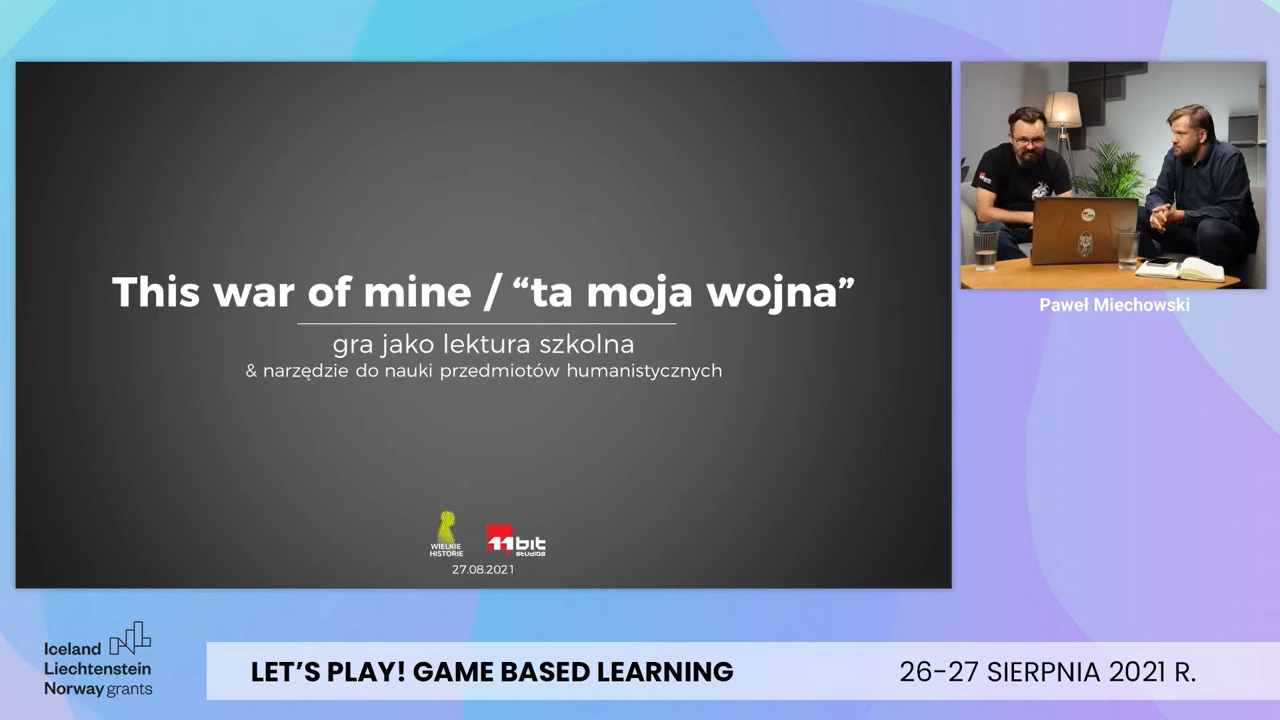 This war of mine / “ta moja wojna”
gra jako lektura szkolna
& narzędzie do nauki przedmiotów humanistycznych
WIELKIE
HISTORIE
11bit
studios
27.08.2021
11bit
Paweł Miechowski
Iceland
Liechtenstein
Norway grants
LET’S PLAY! GAME BASED LEARNING
26-27 SIERPNIA 2021 R.